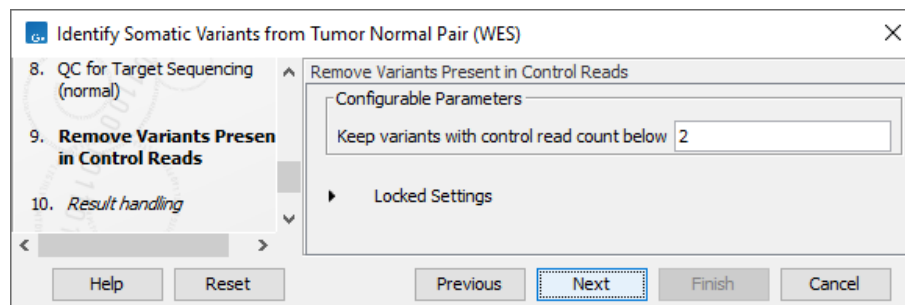 G.
Identify Somatic Variants from Tumor Normal Pair (WES)
8. QC for Target Sequencing
(normal)
9. Remove Variants Presen
in Control Reads
10. Result handling
Remove Variants Present in Control Reads
Configurable Parameters
Keep variants with control read count below 2
Locked Settings
Help Reset Previous Next Finish Cancel